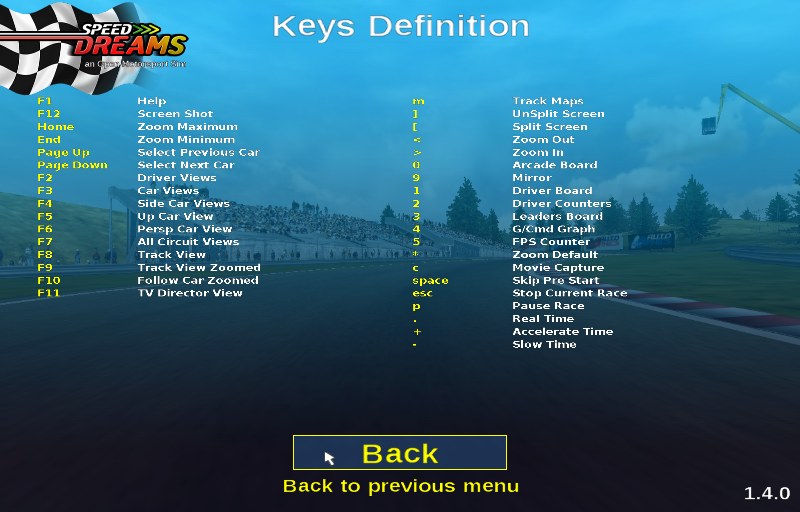 SPEED
DREAMS
an Open Motorsport Sim
Keys Definition
F1 Help
F12 Screen Shot
Home Zoom Maximum
End Zoom Minimum
Page Up Select Previous Car
Page Down Select Next Car
F2 Driver Views
F3 Car Views
F4 Side Car Views
F5 Up Car View
F6 Persp Car View
F7 All Circuit Views
F8 Track View
F9 Track View Zoomed
F10 Follow Car Zoomed
F11 TV Director View
m Track Maps
] UnSplit Screen
[ Split Screen
< Zoom Out
> Zoom In
0 Arcade Board
9 Mirror
1 Driver Board
2 Driver Counters
3 Leaders Board
4 G/Cmd Graph
5 FPS Counter
* Zoom Default
c Movie Capture
space Skip Pre Start
esc Stop Current Race
p Pause Race
. Real Time
+ Accelerate Time
- Slow Time
Back
Back to previous menu
1.4.0